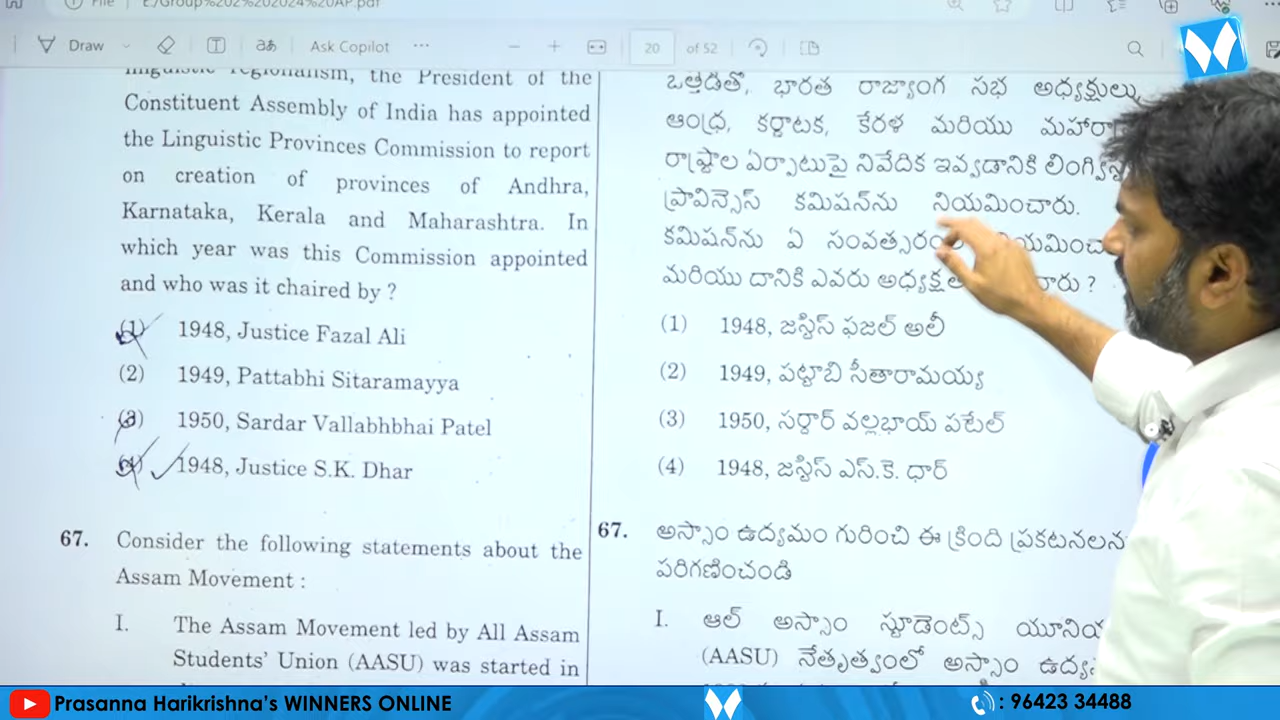 File
E:/Group%202%202024%20AP.pdf
Draw
Ask Copilot
20 of 52
linguistic regionalism, the President of the
Constituent Assembly of India has appointed
the Linguistic Provinces Commission to report
on creation of provinces of Andhra,
Karnataka, Kerala and Maharashtra. In
which year was this Commission appointed
and who was it chaired by ?
(1) 1948, Justice Fazal Ali
(2) 1949, Pattabhi Sitaramayya
(3) 1950, Sardar Vallabhbhai Patel
(4) 1948, Justice S.K. Dhar
67. Consider the following statements about the
Assam Movement :
I. The Assam Movement led by All Assam
Students' Union (AASU) was started in
ఒత్తిడితో, భారత రాజ్యాంగ సభ అధ్యక్షులు
ఆంధ్ర, కర్ణాటక, కేరళ మరియు
రాష్ట్రాల ఏర్పాటుపై నివేదిక ఇవ్వడానికి
ప్రావిన్సెస్ కమిషన్‌ను నియమించారు.
కమిషన్‌ను ఏ
మరియు దానికి ఎవరు
(1) 1948, జస్టిస్ ఫజల్ అలీ
(2) 1949, పట్టాబి సీతారామయ్య
(3) 1950, సర్దార్ వల్లభాయ్ పటేల్
(4) 1948, జస్టిస్ ఎస్.కె. ధార్
67. అస్సాం ఉద్యమం గురించి ఈ క్రింది ప్రకటనలను
పరిగణించండి
I. ఆల్ అస్సాం స్టూడెంట్స్
(AASU) నేతృత్వంలో అస్సాం
Prasanna Harikrishna's WINNERS ONLINE
: 96423 34488